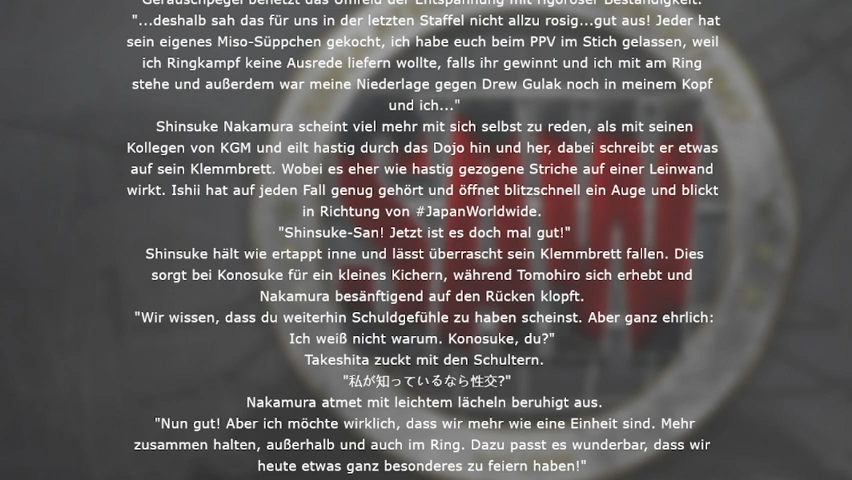 Geräuschpegel benetzt das Umfeld der Entspannung mit rigoroser Beständigkeit.
"...deshalb sah das für uns in der letzten Staffel nicht allzu rosig...gut aus! Jeder hat
sein eigenes Miso-Süppchen gekocht, ich habe euch beim PPV im Stich gelassen, weil
ich Ringkampf keine Ausrede liefern wollte, falls ihr gewinnt und ich mit am Ring
stehe und außerdem war meine Niederlage gegen Drew Gulak noch in meinem Kopf
und ich..."
Shinsuke Nakamura scheint viel mehr mit sich selbst zu reden, als mit seinen
Kollegen von KGM und eilt hastig durch das Dojo hin und her, dabei schreibt er etwas
auf sein Klemmbrett. Wobei es eher wie hastig gezogene Striche auf einer Leinwand
wirkt. Ishii hat auf jeden Fall genug gehört und öffnet blitzschnell ein Auge und blickt
in Richtung von #JapanWorldwide.
"Shinsuke-San! Jetzt ist es doch mal gut!"
Shinsuke hält wie ertappt inne und lässt überrascht sein Klemmbrett fallen. Dies
sorgt bei Konosuke für ein kleines Kichern, während Tomohiro sich erhebt und
Nakamura besänftigend auf den Rücken klopft.
"Wir wissen, dass du weiterhin Schuldgefühle zu haben scheinst. Aber ganz ehrlich:
Ich weiß nicht warum. Konosuke, du?"
Takeshita zuckt mit den Schultern.
"私が知っているなら性交?"
Nakamura atmet mit leichtem lächeln beruhigt aus.
"Nun gut! Aber ich möchte wirklich, dass wir mehr wie eine Einheit sind. Mehr
zusammen halten, außerhalb und auch im Ring. Dazu passt es wunderbar, dass wir
heute etwas ganz besonderes zu feiern haben!"